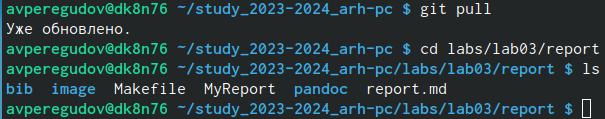 avperegudov@dk8n76 ~/study_2023-2024_arh-pc $ git pull
Уже обновлено.
avperegudov@dk8n76 ~/study_2023-2024_arh-pc $ cd labs/lab03/report
avperegudov@dk8n76 ~/study_2023-2024_arh-pc/labs/lab03/report $ ls
bib image Makefile MyReport pandoc report.md
avperegudov@dk8n76 ~/study_2023-2024_arh-pc/labs/lab03/report $